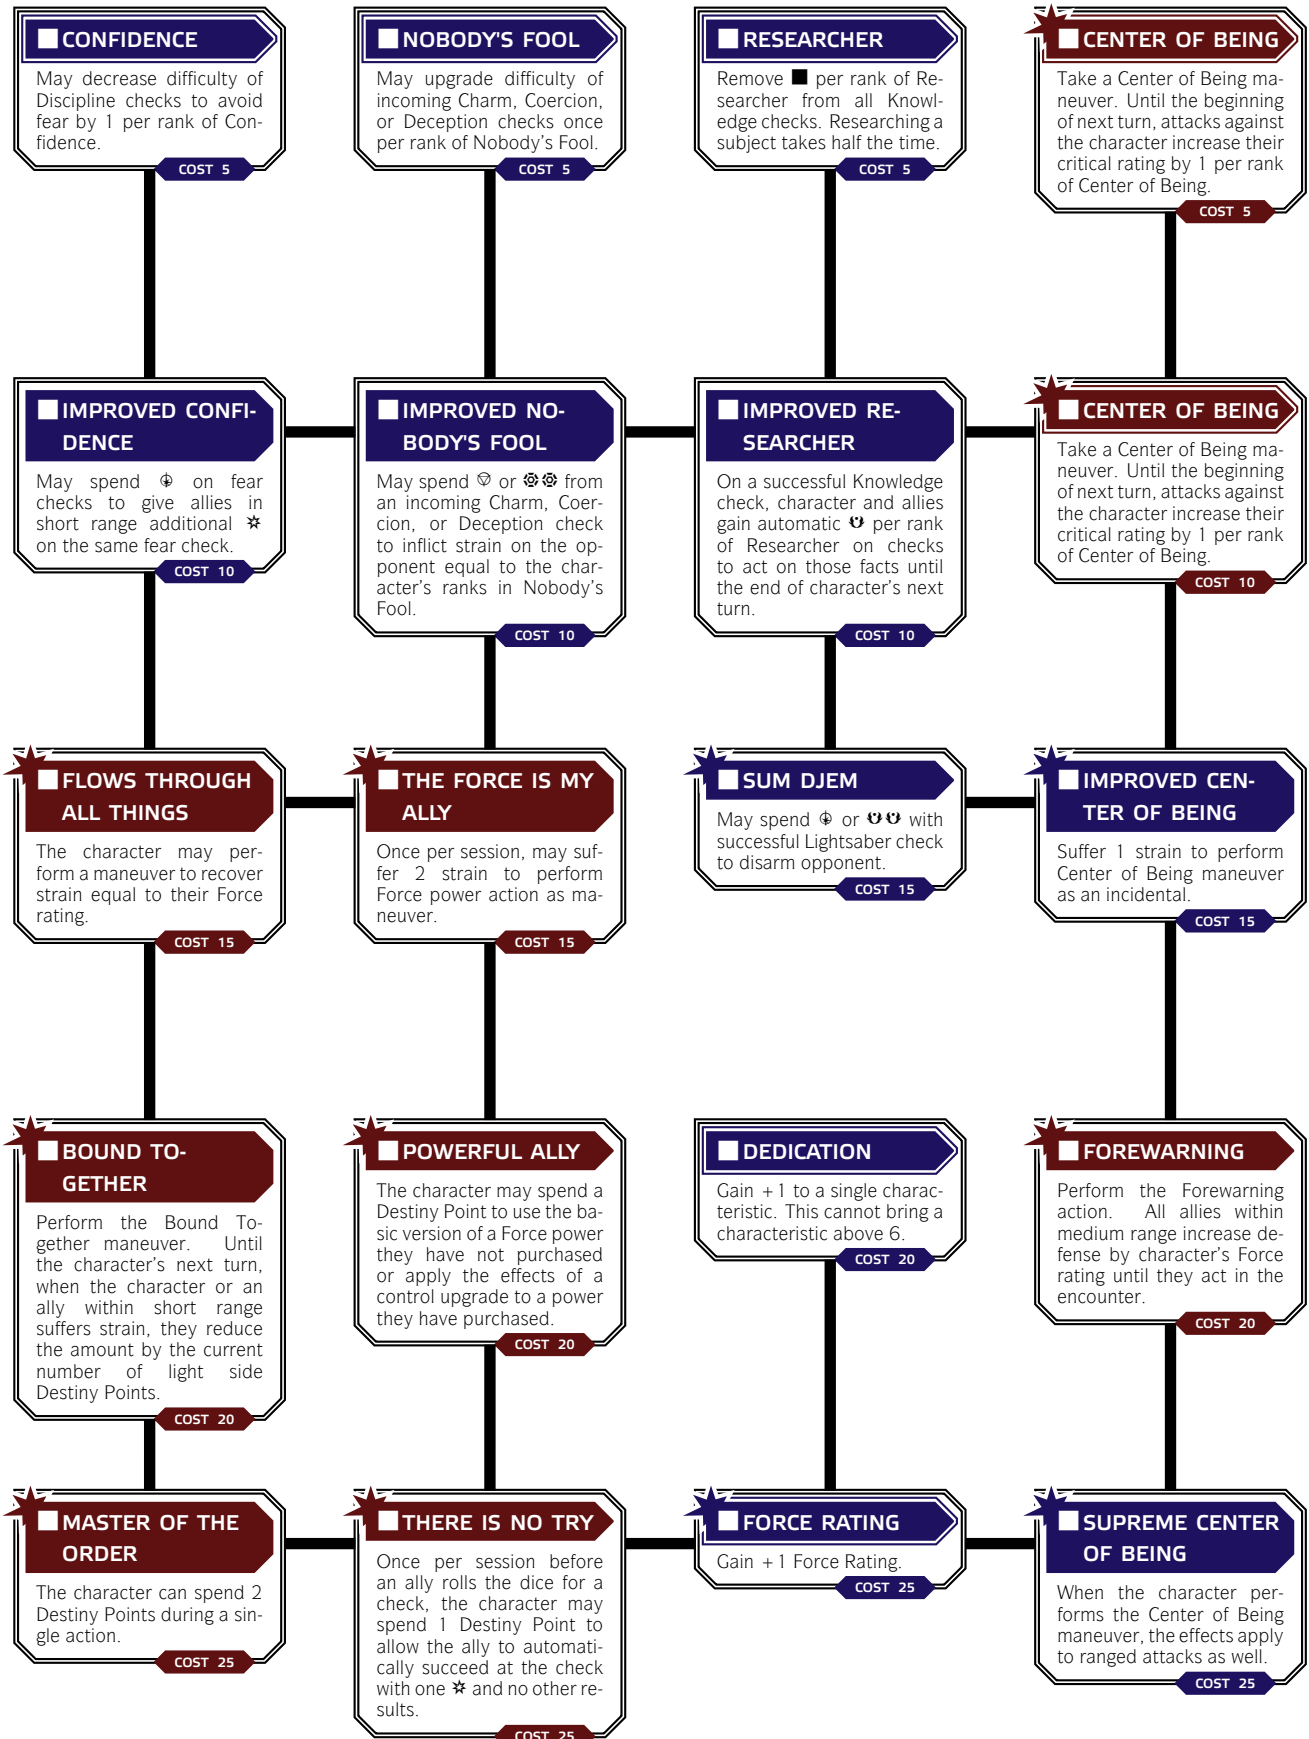 CONFIDENCE
May decrease difficulty of
Discipline checks to avoid
fear by 1 per rank of Con-
fidence.
COST 5
NOBODY'S FOOL
May upgrade difficulty of
incoming Charm, Coercion,
or Deception checks once
per rank of Nobody's Fool.
COST 5
RESEARCHER
Remove ■ per rank of Re-
searcher from all Knowl-
edge checks. Researching a
subject takes half the time.
COST 5
CENTER OF BEING
Take a Center of Being ma-
neuver. Until the beginning
of next turn, attacks against
the character increase their
critical rating by 1 per rank
of Center of Being.
COST 5
IMPROVED CONFI-
DENCE
May spend on fear
checks to give allies in
short range additional
on the same fear check.
COST 10
IMPROVED NO-
BODY'S FOOL
May spend or from
an incoming Charm, Coer-
cion, or Deception check
to inflict strain on the op-
ponent equal to the char-
acter's ranks in Nobody's
Fool.
COST 10
IMPROVED RE-
SEARCHER
On a successful Knowledge
check, character and allies
gain automatic per rank
of Researcher on checks
to act on those facts until
the end of character's next
turn.
COST 10
CENTER OF BEING
Take a Center of Being ma-
neuver. Until the beginning
of next turn, attacks against
the character increase their
critical rating by 1 per rank
of Center of Being.
COST 10
FLOWS THROUGH
ALL THINGS
The character may per-
form a maneuver to recover
strain equal to their Force
rating.
COST 15
THE FORCE IS MY
ALLY
Once per session, may suf-
fer 2 strain to perform
Force power action as ma-
neuver.
COST 15
SUM DJEM
May spend or with
successful Lightsaber check
to disarm opponent.
COST 15
IMPROVED CEN-
TER OF BEING
Suffer 1 strain to perform
Center of Being maneuver
as an incidental.
COST 15
BOUND TO-
GETHER
Perform the Bound To-
gether maneuver. Until
the character's next turn,
when the character or an
ally within short range
suffers strain, they reduce
the amount by the current
number of light side
Destiny Points.
COST 20
POWERFUL ALLY
The character may spend a
Destiny Point to use the ba-
sic version of a Force power
they have not purchased
or apply the effects of a
control upgrade to a power
they have purchased.
COST 20
DEDICATION
Gain +1 to a single charac-
teristic. This cannot bring a
characteristic above 6.
COST 20
FOREWARNING
Perform the Forewarning
action. All allies within
medium range increase de-
fense by character's Force
rating until they act in the
encounter.
COST 20
MASTER OF THE
ORDER
The character can spend 2
Destiny Points during a sin-
gle action.
COST 25
THERE IS NO TRY
Once per session before
an ally rolls the dice for a
check, the character may
spend 1 Destiny Point to
allow the ally to automati-
cally succeed at the check
with one and no other re-
sults.
COST 25
FORCE RATING
Gain +1 Force Rating.
COST 25
SUPREME CENTER
OF BEING
When the character per-
forms the Center of Being
maneuver, the effects apply
to ranged attacks as well.
COST 25